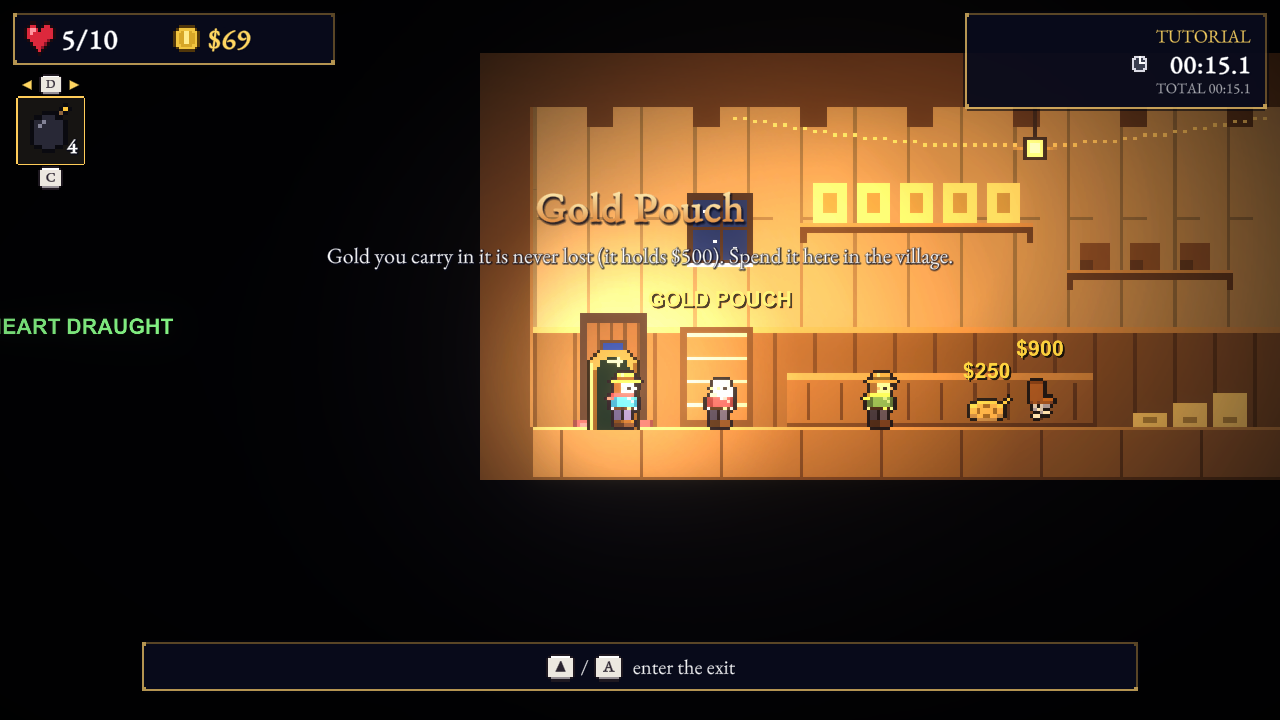 5/10
$69
D
4
C
TUTORIAL
00:15.1
TOTAL 00:15.1
Gold Pouch
Gold you carry in it is never lost (it holds $500). Spend it here in the village.
GOLD POUCH
HEART DRAUGHT
$900
$250
▲ / A enter the exit